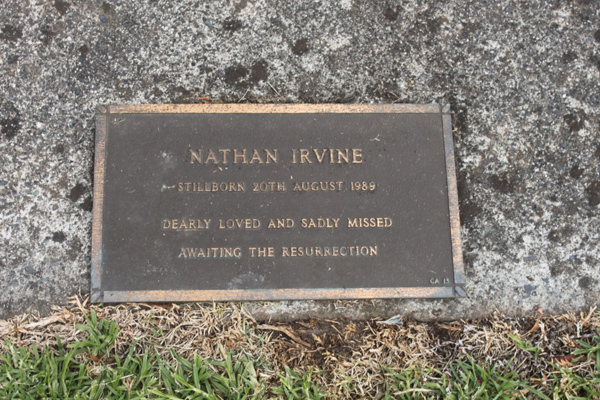 NATHAN IRVINE
STILLBORN 20TH AUGUST 1989
DEARLY LOVED AND SADLY MISSED
AWAITING THE RESURRECTION